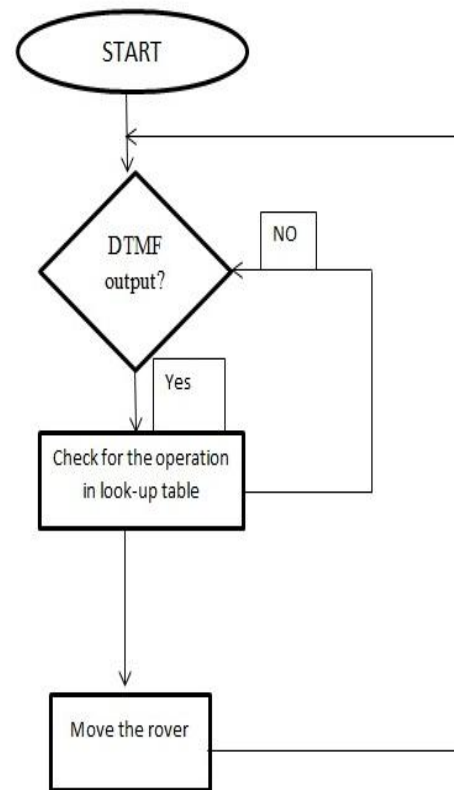 START
DTMF
output?
NO
Yes
Check for the operation
in look-up table
Move the rover